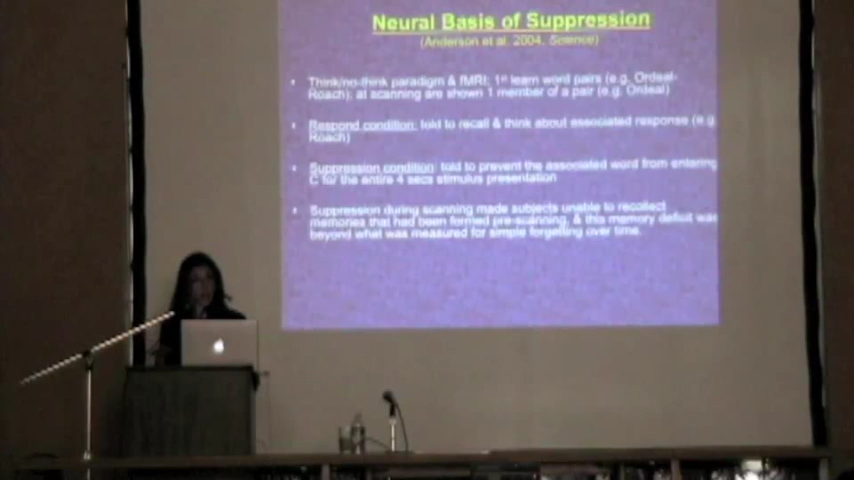 Neural Basis of Suppression
(Anderson et al. 2004, Science)
• Think/no-think paradigm & fMRI: 1st learn word pairs (e.g. Ordeal-
Roach); at scanning are shown 1 member of a pair (e.g. Ordeal)
• Respond condition: told to recall & think about associated response (e.g.
Roach)
• Suppression condition: told to prevent the associated word from entering
C for the entire 4 secs stimulus presentation
• Suppression during scanning made subjects unable to recollect
memories that had been formed pre-scanning, & this memory deficit was
beyond what was measured for simple forgetting over time.